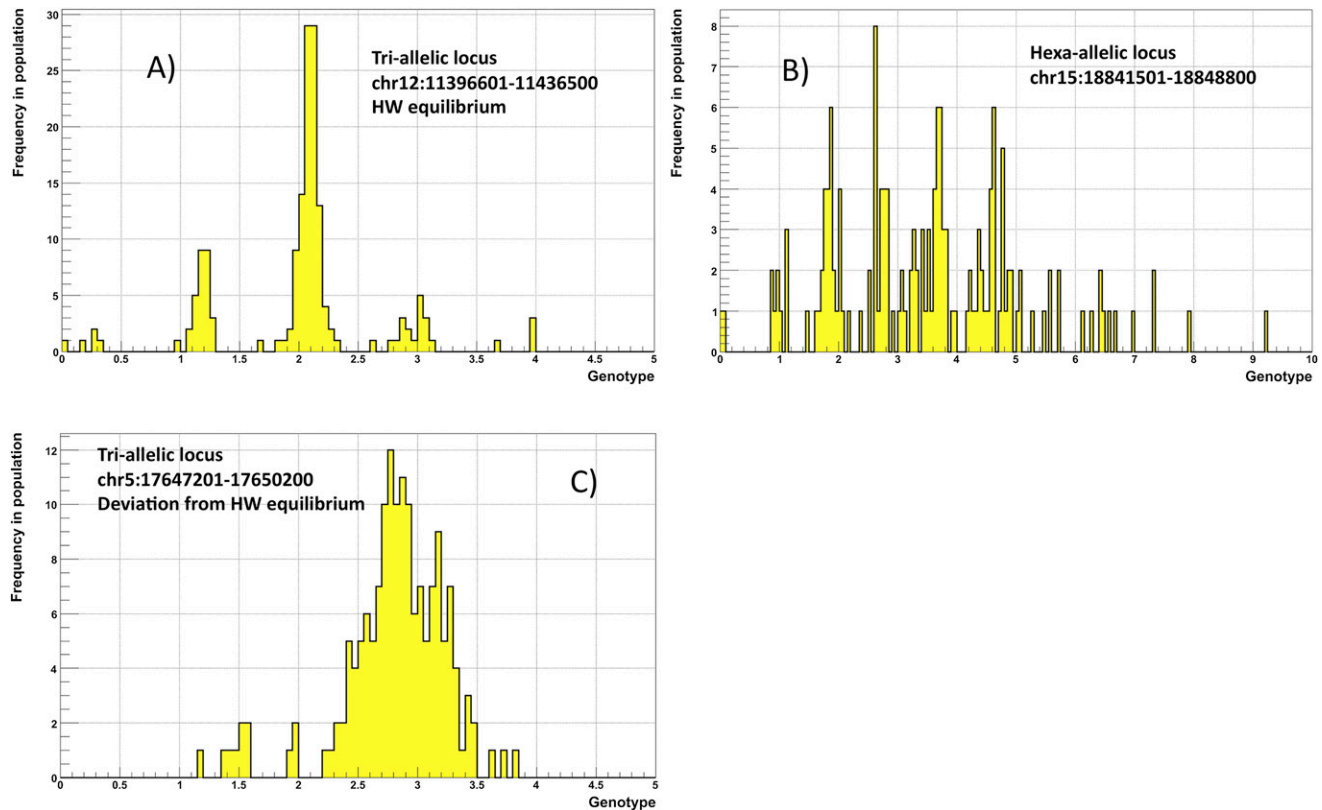 A)
Tri-allelic locus
chr12:11396601-11436500
HW equilibrium
Frequency in population
30
25
20
15
10
5
0
0 0.5 1 1.5 2 2.5 3 3.5 4 4.5 5
Genotype
B)
Hexa-allelic locus
chr15:18841501-18848800
Frequency in population
8
7
6
5
4
3
2
1
0
0 1 2 3 4 5 6 7 8 9 10
Genotype
Tri-allelic locus
chr5:17647201-17650200
Deviation from HW equilibrium
C)
Frequency in population
12
10
8
6
4
2
0
0 0.5 1 1.5 2 2.5 3 3.5 4 4.5 5
Genotype